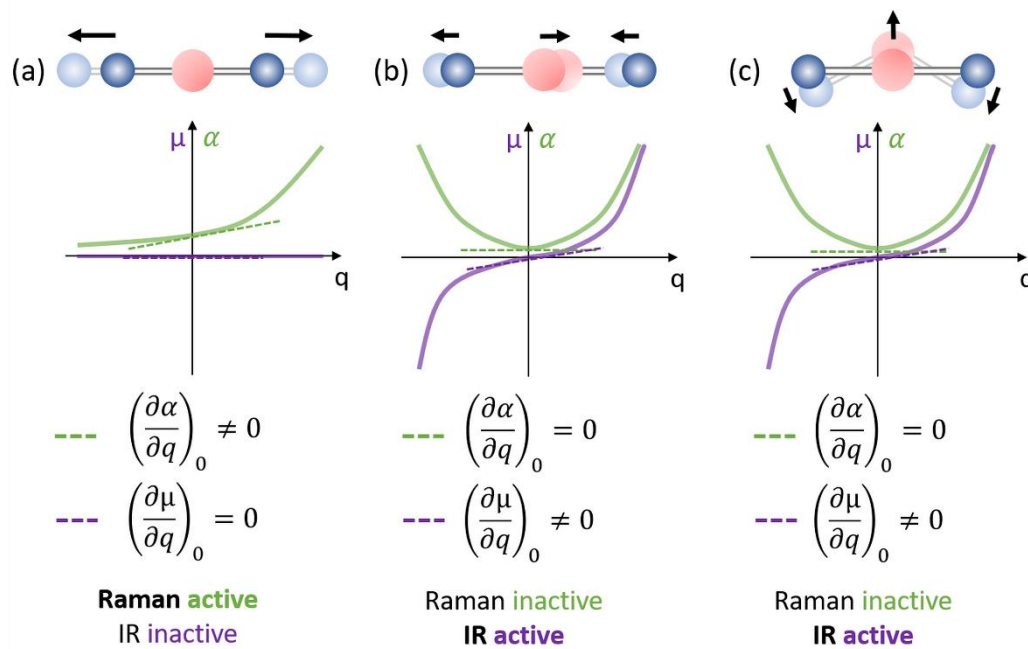 (a) (b) (c)
μ α μ α μ α
q q q
(∂α/∂q)₀ ≠ 0 (∂α/∂q)₀ = 0 (∂α/∂q)₀ = 0
(∂μ/∂q)₀ = 0 (∂μ/∂q)₀ ≠ 0 (∂μ/∂q)₀ ≠ 0
Raman active Raman inactive Raman inactive
IR inactive IR active IR active